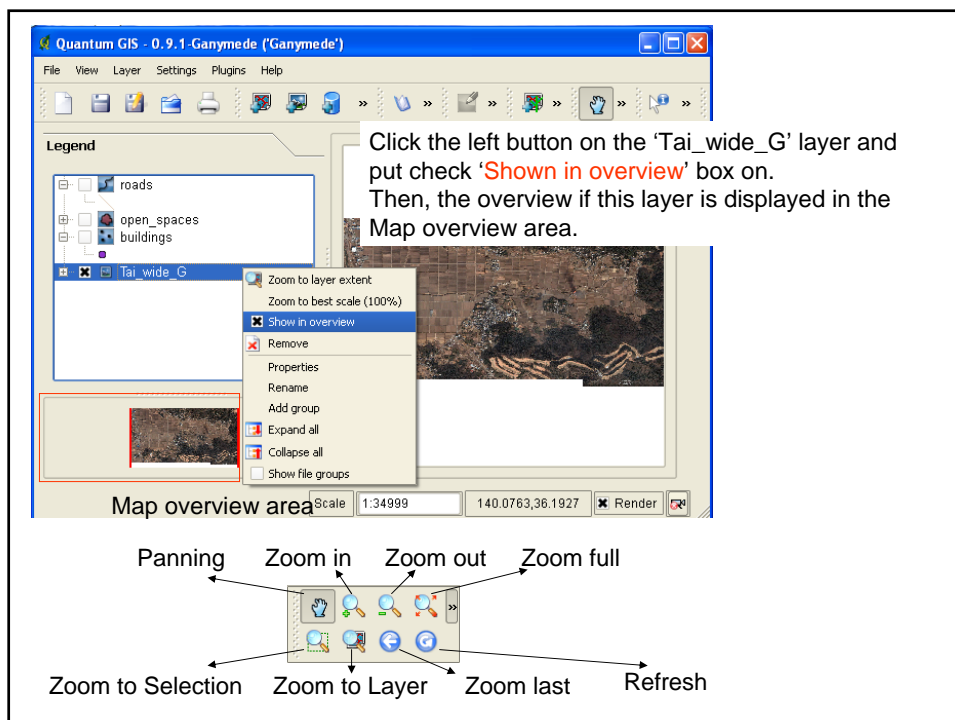 Quantum GIS - 0.9.1-Ganymede ('Ganymede')
File View Layer Settings Plugins Help
Legend
Click the left button on the ‘Tai_wide_G’ layer and
put check ‘Shown in overview’ box on.
Then, the overview if this layer is displayed in the
Map overview area.
roads
open_spaces
buildings
Tai_wide_G
Zoom to layer extent
Zoom to best scale (100%)
Show in overview
Remove
Properties
Rename
Add group
Expand all
Collapse all
Show file groups
Map overview area
Scale 1:34999 140.0763,36.1927 Render
Panning Zoom in Zoom out Zoom full
Zoom to Selection Zoom to Layer Zoom last Refresh